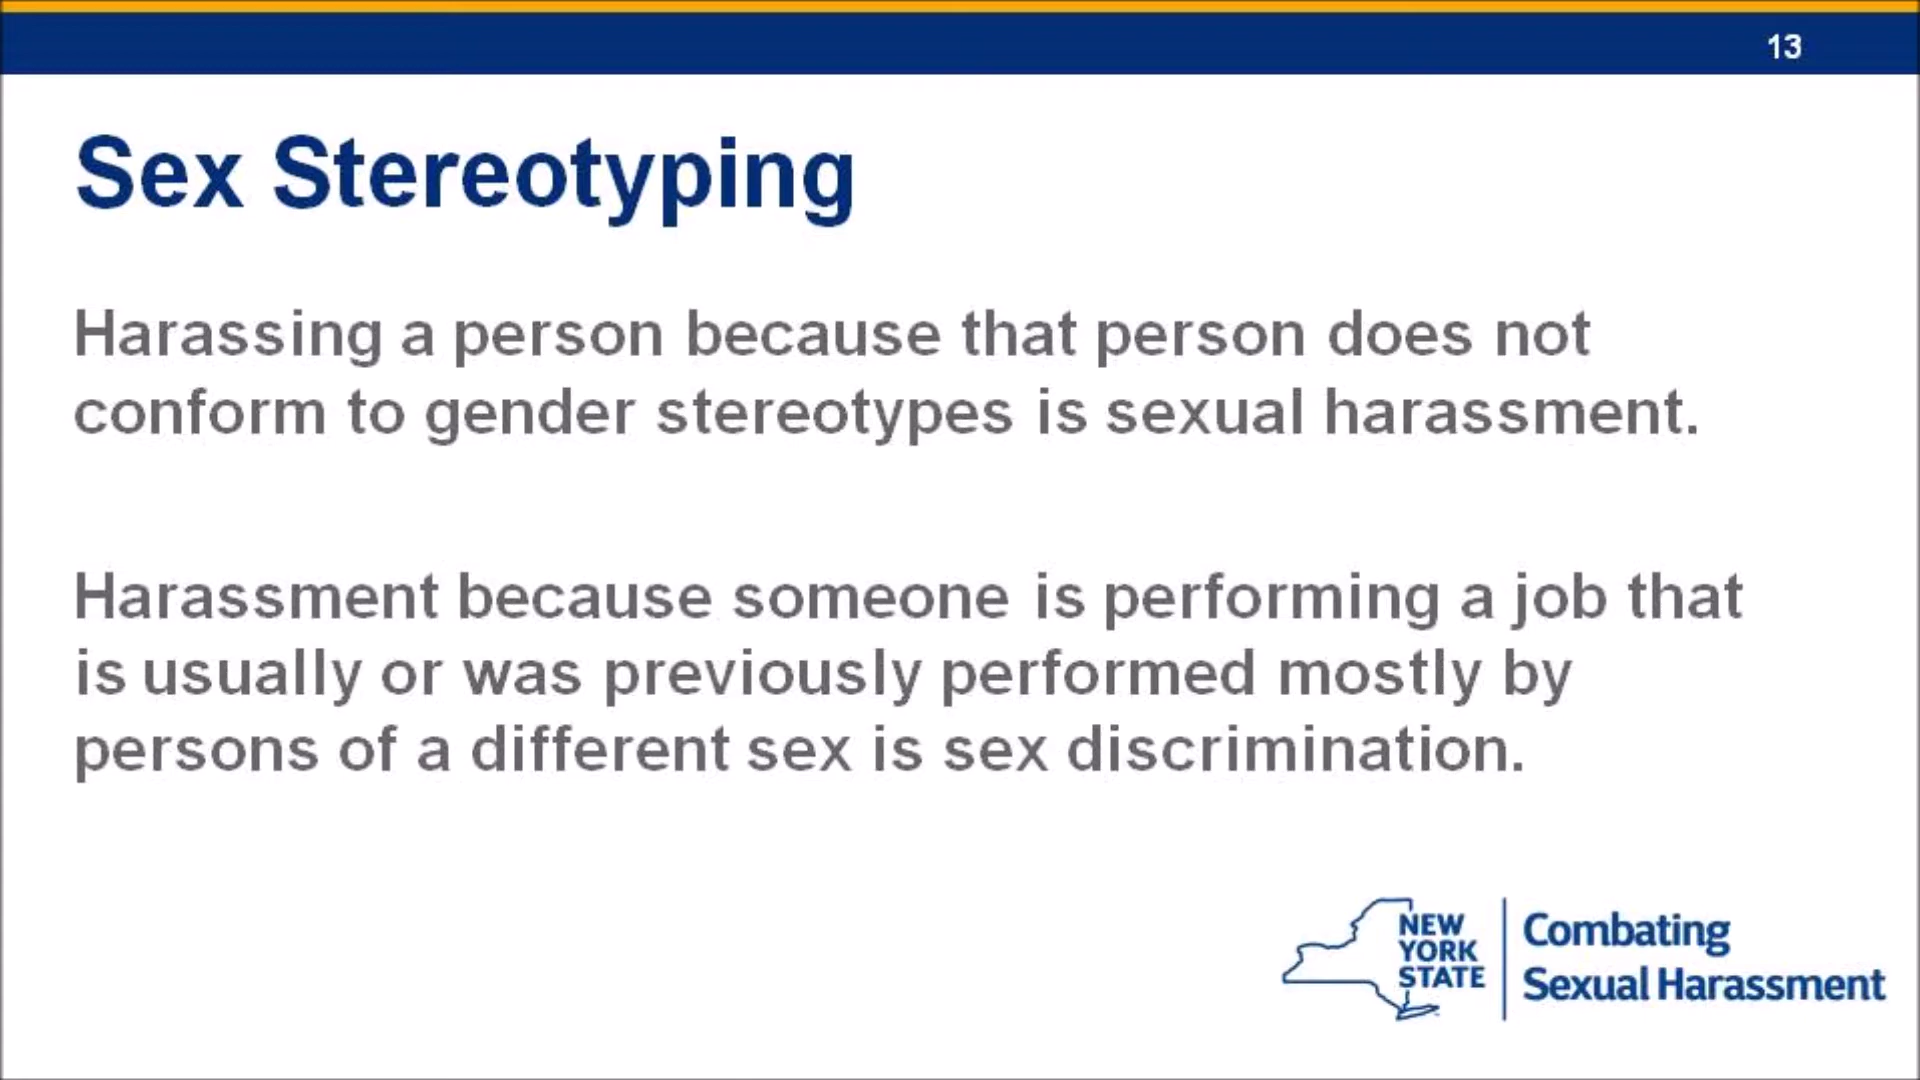 13
Sex Stereotyping
Harassing a person because that person does not
conform to gender stereotypes is sexual harassment.
Harassment because someone is performing a job that
is usually or was previously performed mostly by
persons of a different sex is sex discrimination.
NEW
YORK
STATE
Combating
Sexual Harassment